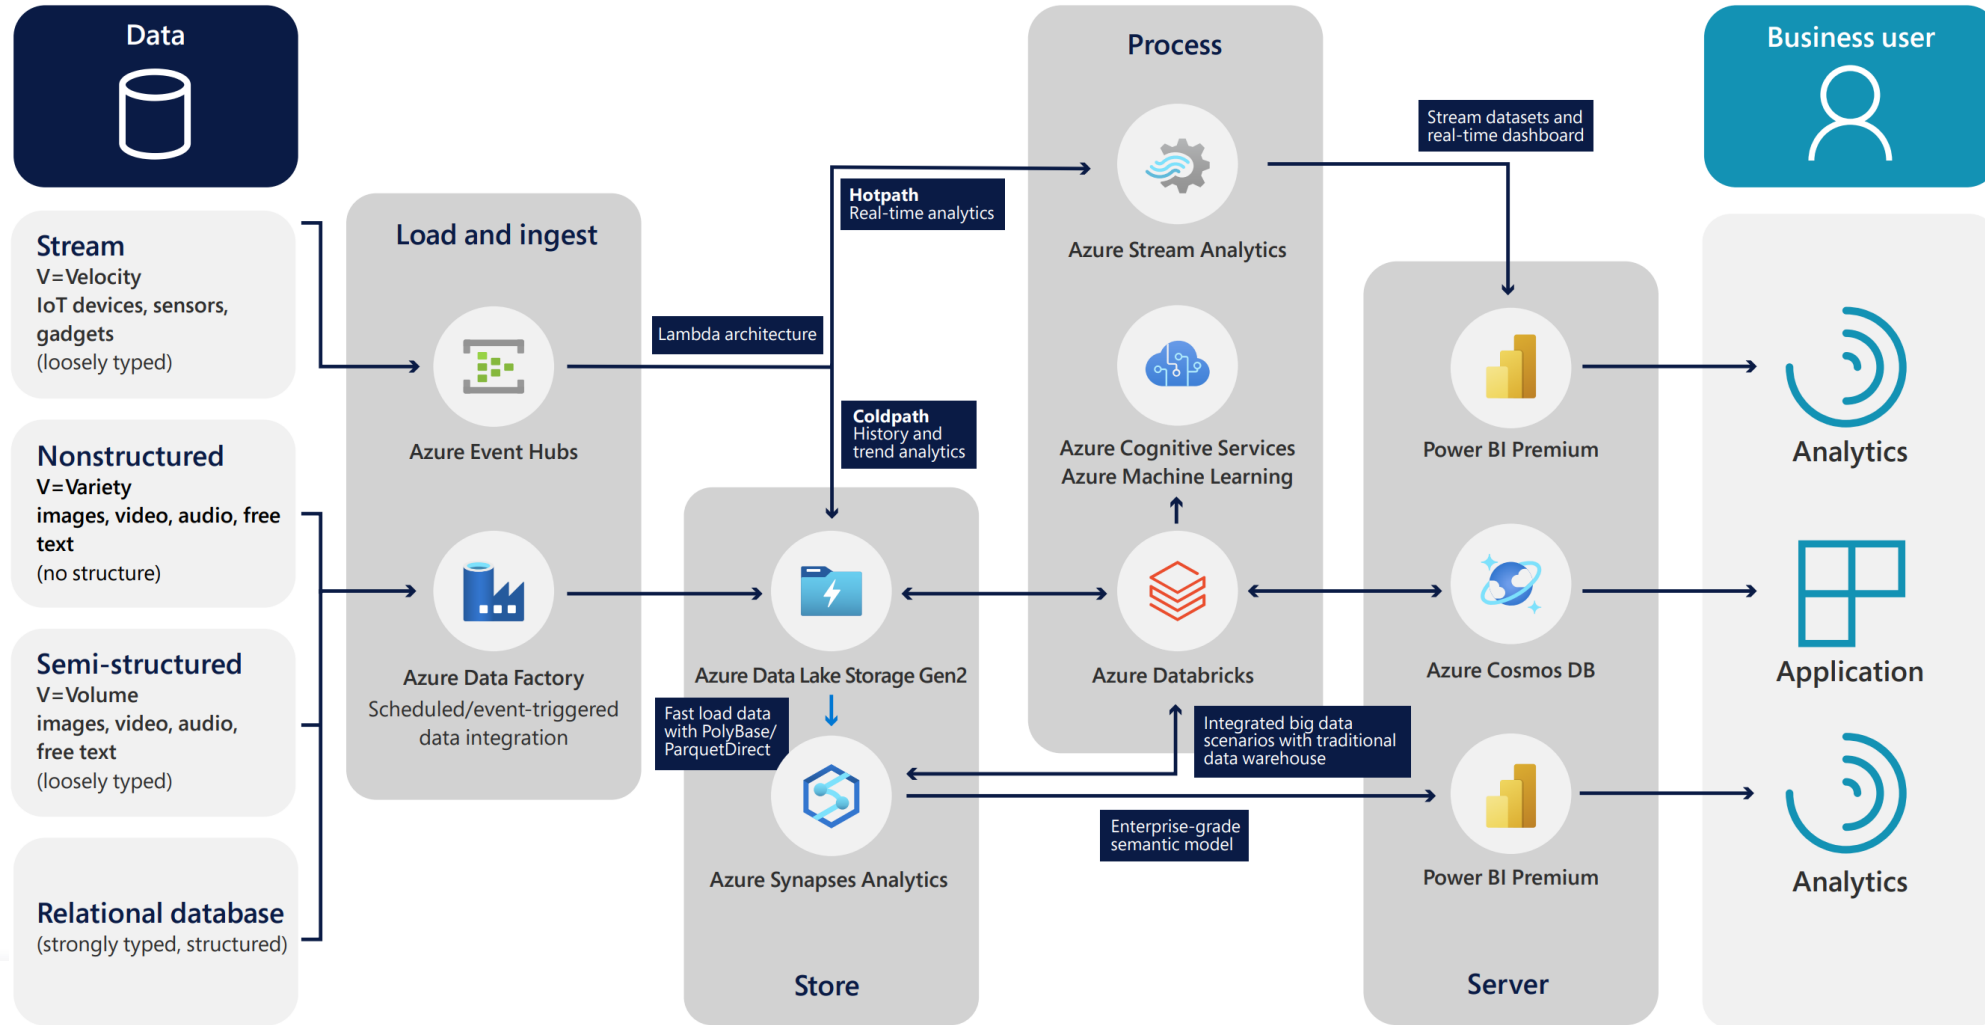 Data
Stream
V=Velocity
IoT devices, sensors,
gadgets
(loosely typed)
Nonstructured
V=Variety
images, video, audio, free
text
(no structure)
Semi-structured
V=Volume
images, video, audio,
free text
(loosely typed)
Relational database
(strongly typed, structured)
Load and ingest
Azure Event Hubs
Azure Data Factory
Scheduled/event-triggered
data integration
Lambda architecture
Hotpath
Real-time analytics
Coldpath
History and
trend analytics
Azure Data Lake Storage Gen2
Fast load data
with PolyBase/
ParquetDirect
Azure Synapses Analytics
Store
Process
Azure Stream Analytics
Azure Cognitive Services
Azure Machine Learning
Azure Databricks
Integrated big data
scenarios with traditional
data warehouse
Enterprise-grade
semantic model
Stream datasets and
real-time dashboard
Power BI Premium
Azure Cosmos DB
Power BI Premium
Server
Business user
Analytics
Application
Analytics